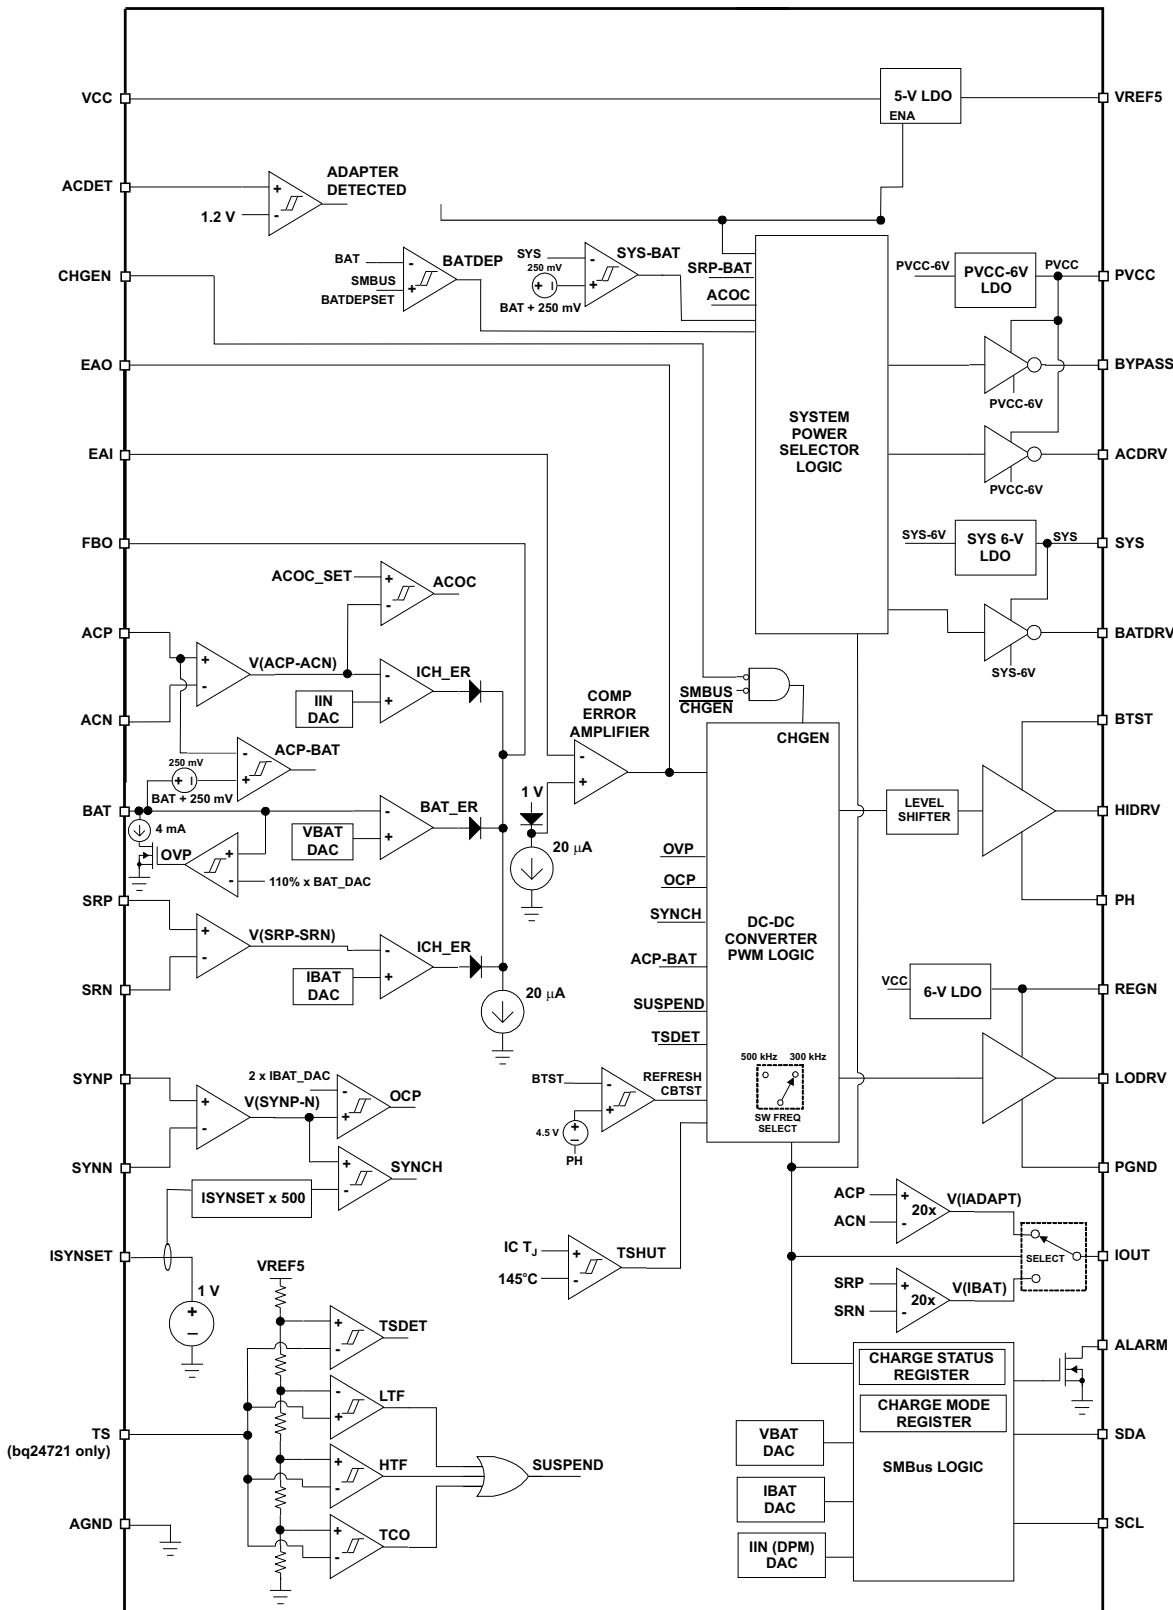 VCC
5-V LDO
ENA
VREF5
ACDET
+
-
1.2 V
ADAPTER
DETECTED
CHGEN
BAT
-
SMBUS
+
BATDEPSET
BATDEP
SYS
-
250 mV
+
BAT + 250 mV
SYS-BAT
SRP-BAT
ACOC
SYSTEM
POWER
SELECTOR
LOGIC
PVCC-6V
PVCC-6V
LDO
PVCC
PVCC
EAO
BYPASS
PVCC-6V
EAI
ACDRV
PVCC-6V
FBO
SYS-6V
SYS 6-V
LDO
SYS
SYS
ACOC_SET
+
-
ACOC
BATDRV
SYS-6V
ACP
+
-
V(ACP-ACN)
ACN
IIN
DAC
-
+
ICH_ER
COMP
ERROR
AMPLIFIER
-
+
SMBUS
CHGEN
CHGEN
BTST
ACP-BAT
-
+
250 mV
+
BAT + 250 mV
BAT
4 mA
OVP
+
-
110% x BAT_DAC
VBAT
DAC
-
+
BAT_ER
1 V
20 µA
LEVEL
SHIFTER
HIDRV
OVP
OCP
SYNCH
ACP-BAT
SUSPEND
TSDET
DC-DC
CONVERTER
PWM LOGIC
PH
SRP
+
-
V(SRP-SRN)
SRN
IBAT
DAC
-
+
ICH_ER
20 µA
VCC
6-V LDO
REGN
500 kHz
300 kHz
SW FREQ
SELECT
LODRV
SYNP
+
-
V(SYNP-N)
2 x IBAT_DAC
-
+
OCP
BTST
-
+
REFRESH
CBTST
4.5 V
+
−
PH
SYNN
+
-
SYNCH
ISYNSET x 500
PGND
ISYNSET
1 V
+
−
IC TJ
+
145°C
-
TSHUT
ACP
+
ACN
-
20x
V(IADAPT)
SELECT
IOUT
SRP
+
SRN
-
20x
V(IBAT)
VREF5
+
-
TSDET
-
+
LTF
+
-
HTF
+
-
TCO
SUSPEND
TS
(bq24721 only)
AGND
CHARGE STATUS
REGISTER
CHARGE MODE
REGISTER
SMBus LOGIC
ALARM
VBAT
DAC
SDA
IBAT
DAC
SCL
IIN (DPM)
DAC